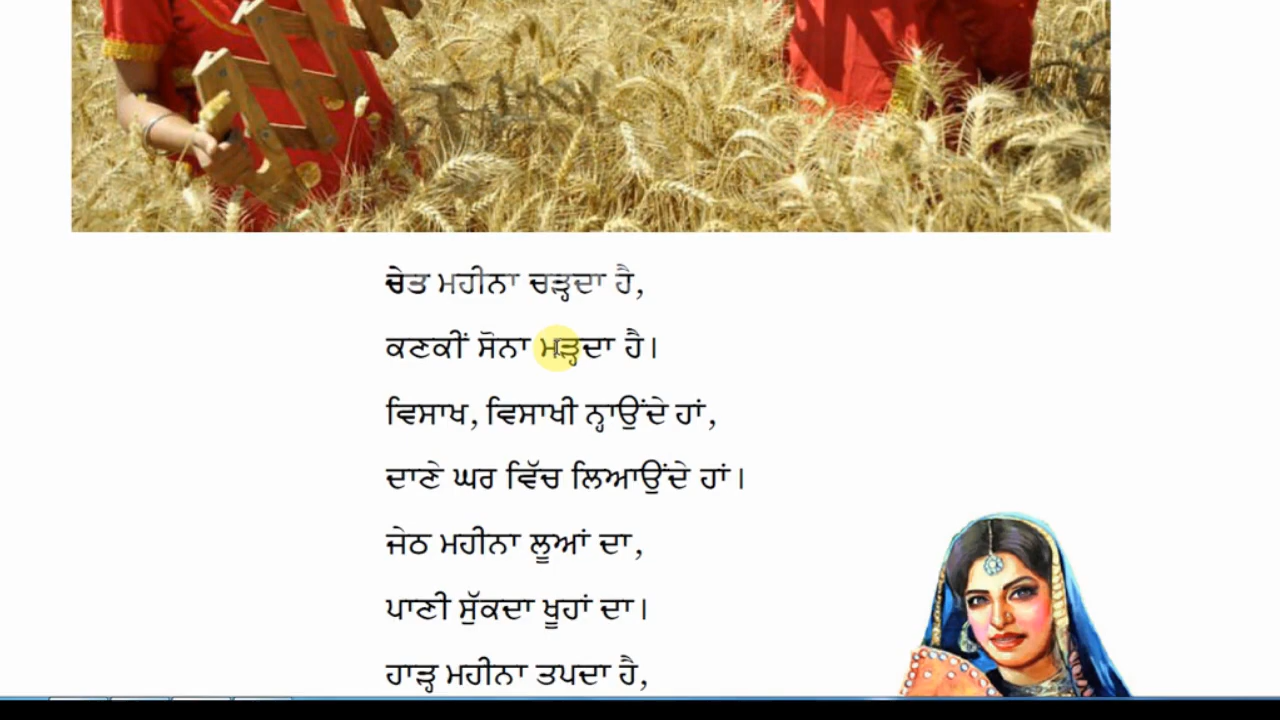 ਚੇਤ ਮਹੀਨਾ ਚੜ੍ਹਦਾ ਹੈ,
ਕਣਕੀਂ ਸੋਨਾ ਮੜ੍ਹਦਾ ਹੈ।
ਵਿਸਾਖ, ਵਿਸਾਖੀ ਨ੍ਹਾਉਂਦੇ ਹਾਂ,
ਦਾਣੇ ਘਰ ਵਿੱਚ ਲਿਆਉਂਦੇ ਹਾਂ।
ਜੇਠ ਮਹੀਨਾ ਲੂਆਂ ਦਾ,
ਪਾਣੀ ਸੁੱਕਦਾ ਖੂਹਾਂ ਦਾ।
ਹਾੜ੍ਹ ਮਹੀਨਾ ਤਪਦਾ ਹੈ,